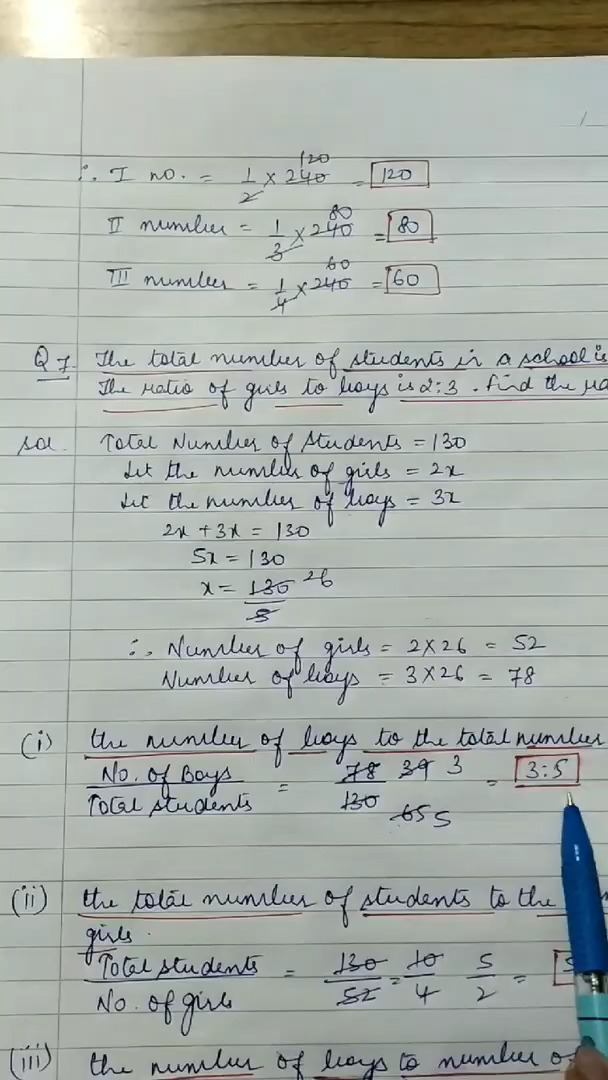 120
∴ I no. = 1/2 × 240 = 120
80
II number = 1/3 × 240 = 80
60
III number = 1/4 × 240 = 60
Q7. The total number of students in a school is
The ratio of girls to boys is 2:3. Find the
Sol. Total Number of Students = 130
Let the number of girls = 2x
Let the number of boys = 3x
2x + 3x = 130
5x = 130
x = 130/5 26
∴ Number of girls = 2×26 = 52
Number of boys = 3×26 = 78
(i) the number of boys to the total number
No. of Boys/Total students = 78/130 39/65 3/5 = 3:5
(ii) the total number of students to the
girls.
Total students/No. of girls = 130/52 = 10/4 5/2 =
(iii) the number of boys to number of